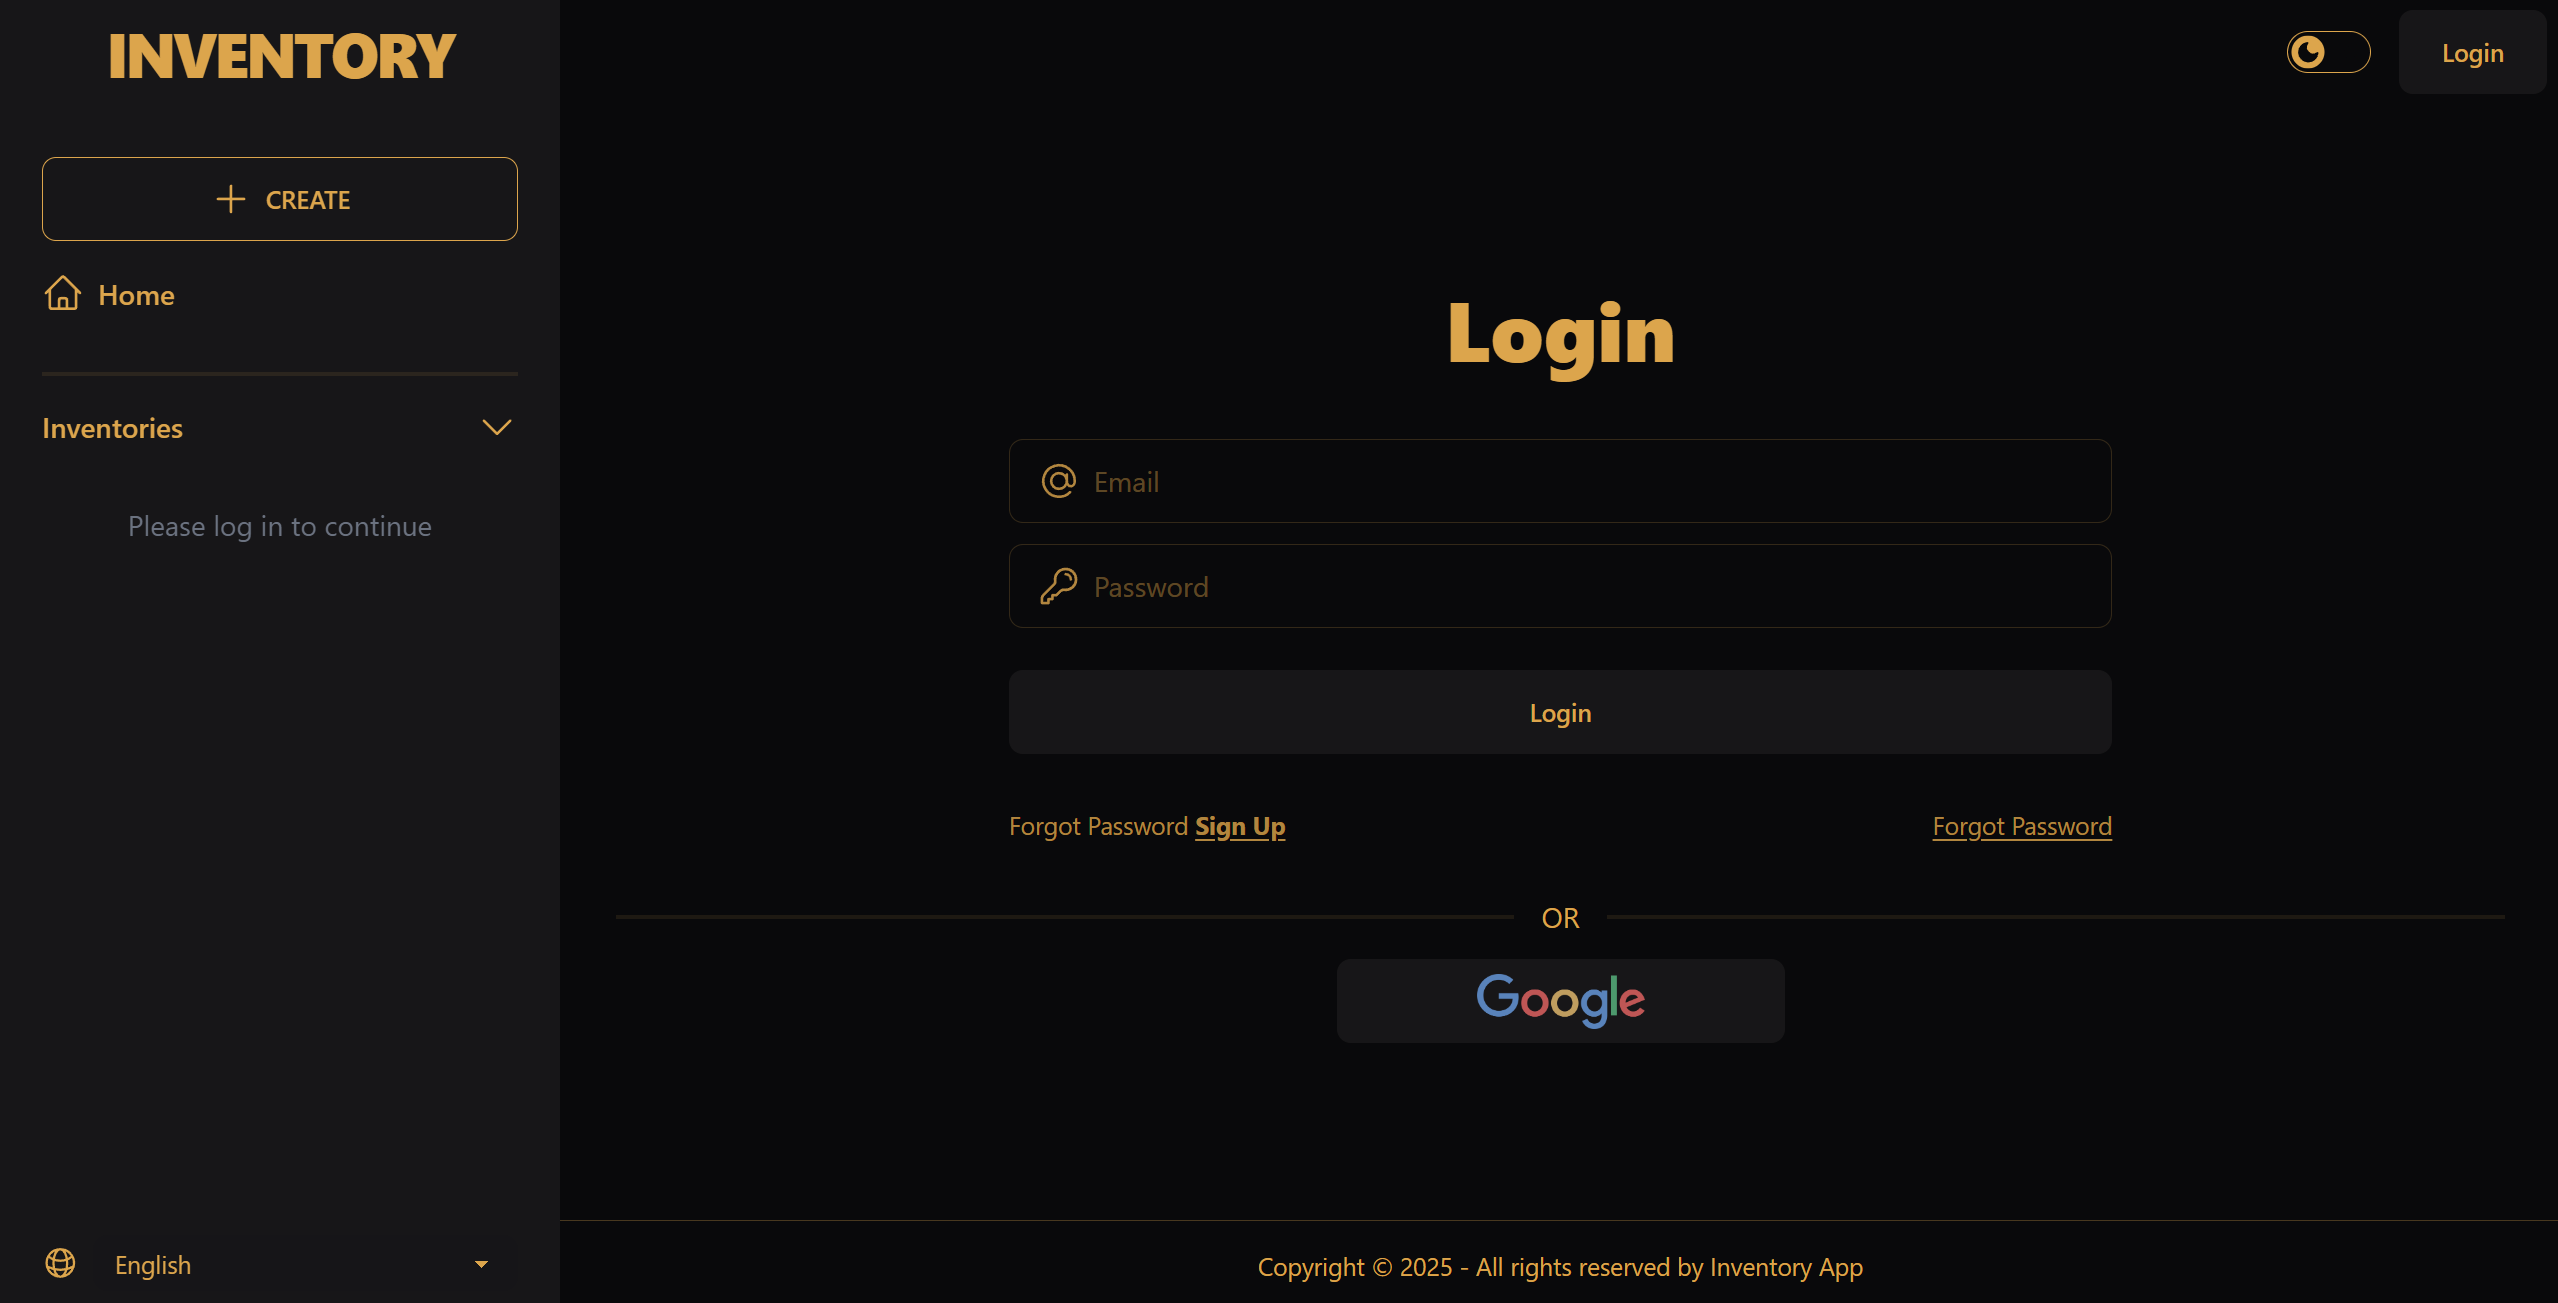 INVENTORY
CREATE
Home
Inventories
Please log in to continue
English
Login
Login
Email
Password
Login
Forgot Password Sign Up
Forgot Password
OR
Google
Copyright © 2025 - All rights reserved by Inventory App